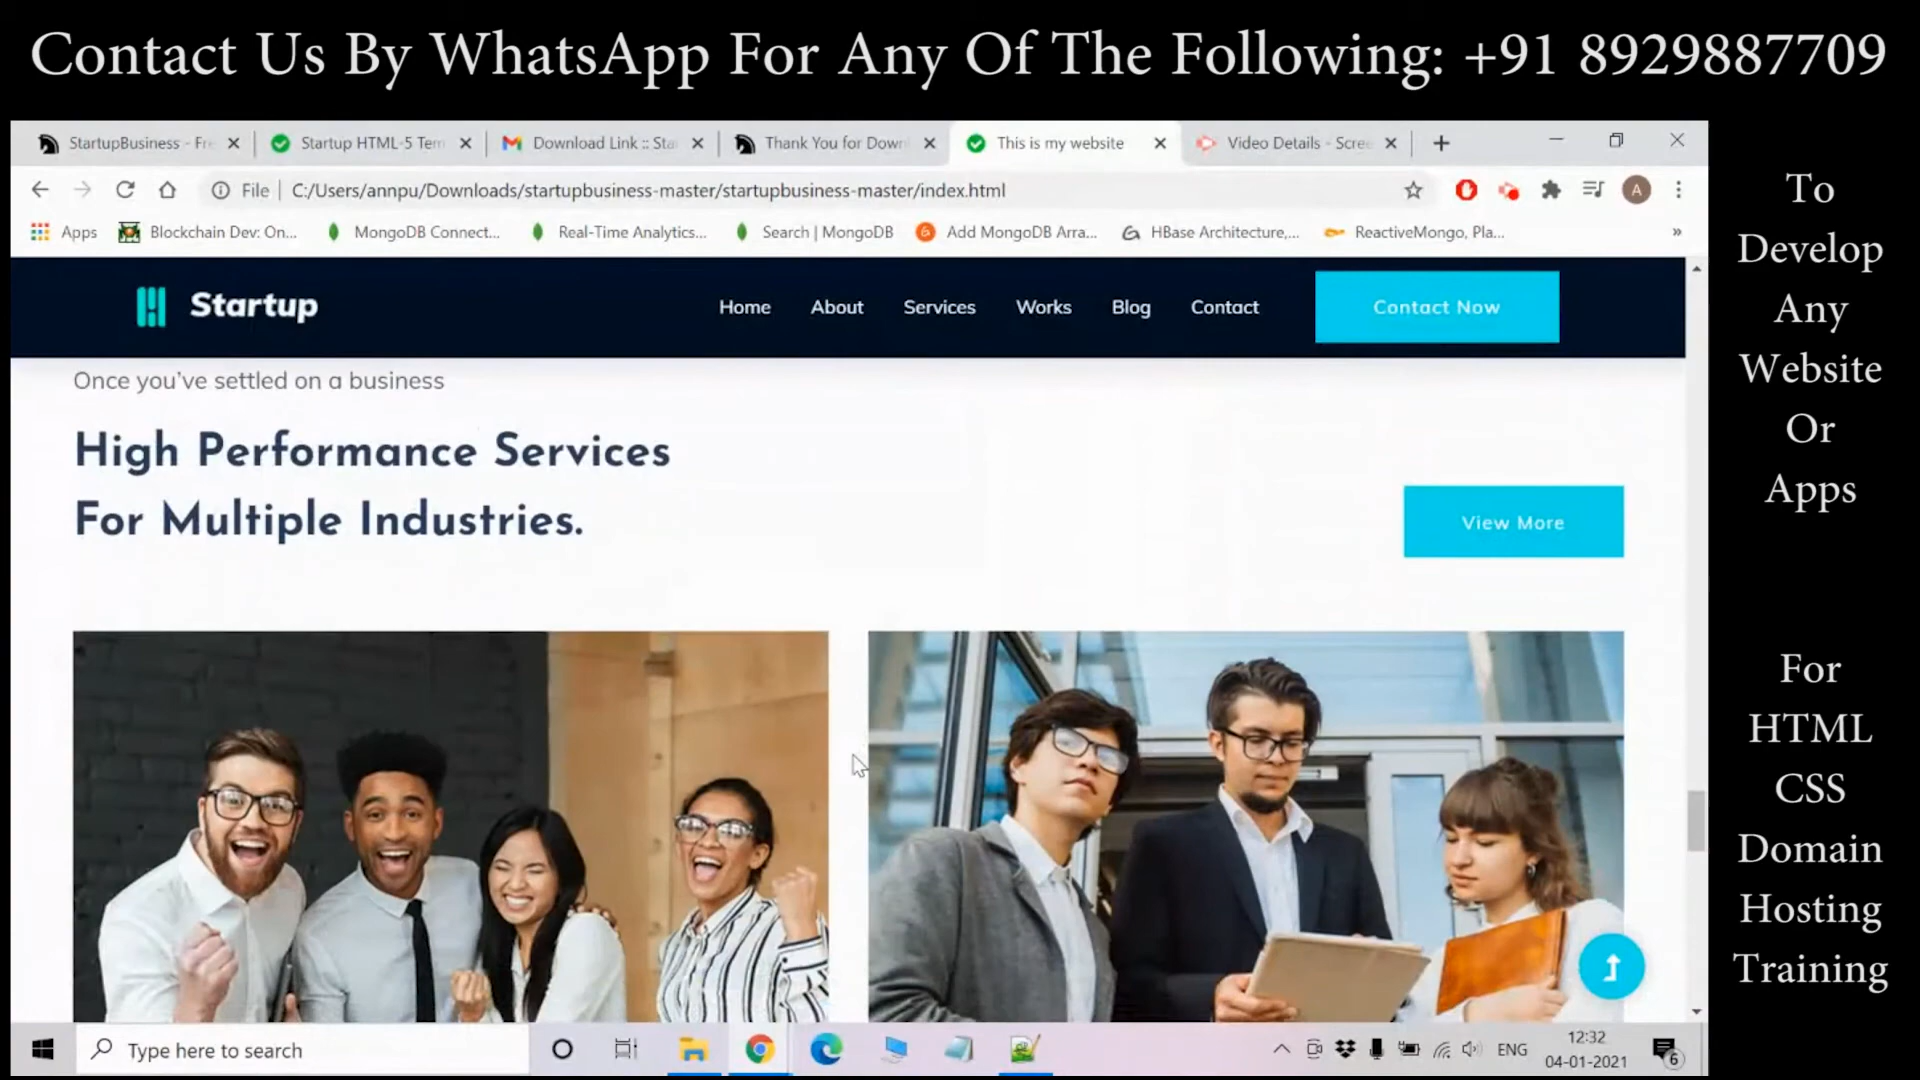 Contact Us By WhatsApp For Any Of The Following: +91 8929887709
StartupBusiness - Fre
Startup HTML-5 Tem
Download Link :: Sta
Thank You for Down
This is my website
Video Details - Scree
File
C:/Users/annpu/Downloads/startupbusiness-master/startupbusiness-master/index.html
A
Apps
Blockchain Dev: On...
MongoDB Connect...
Real-Time Analytics...
Search | MongoDB
Add MongoDB Arra...
HBase Architecture,...
ReactiveMongo, Pla...
»
Startup
Home
About
Services
Works
Blog
Contact
Contact Now
Once you've settled on a business
High Performance Services
For Multiple Industries.
View More
To
Develop
Any
Website
Or
Apps
For
HTML
CSS
Domain
Hosting
Training
Type here to search
ENG
12:32
04-01-2021
6